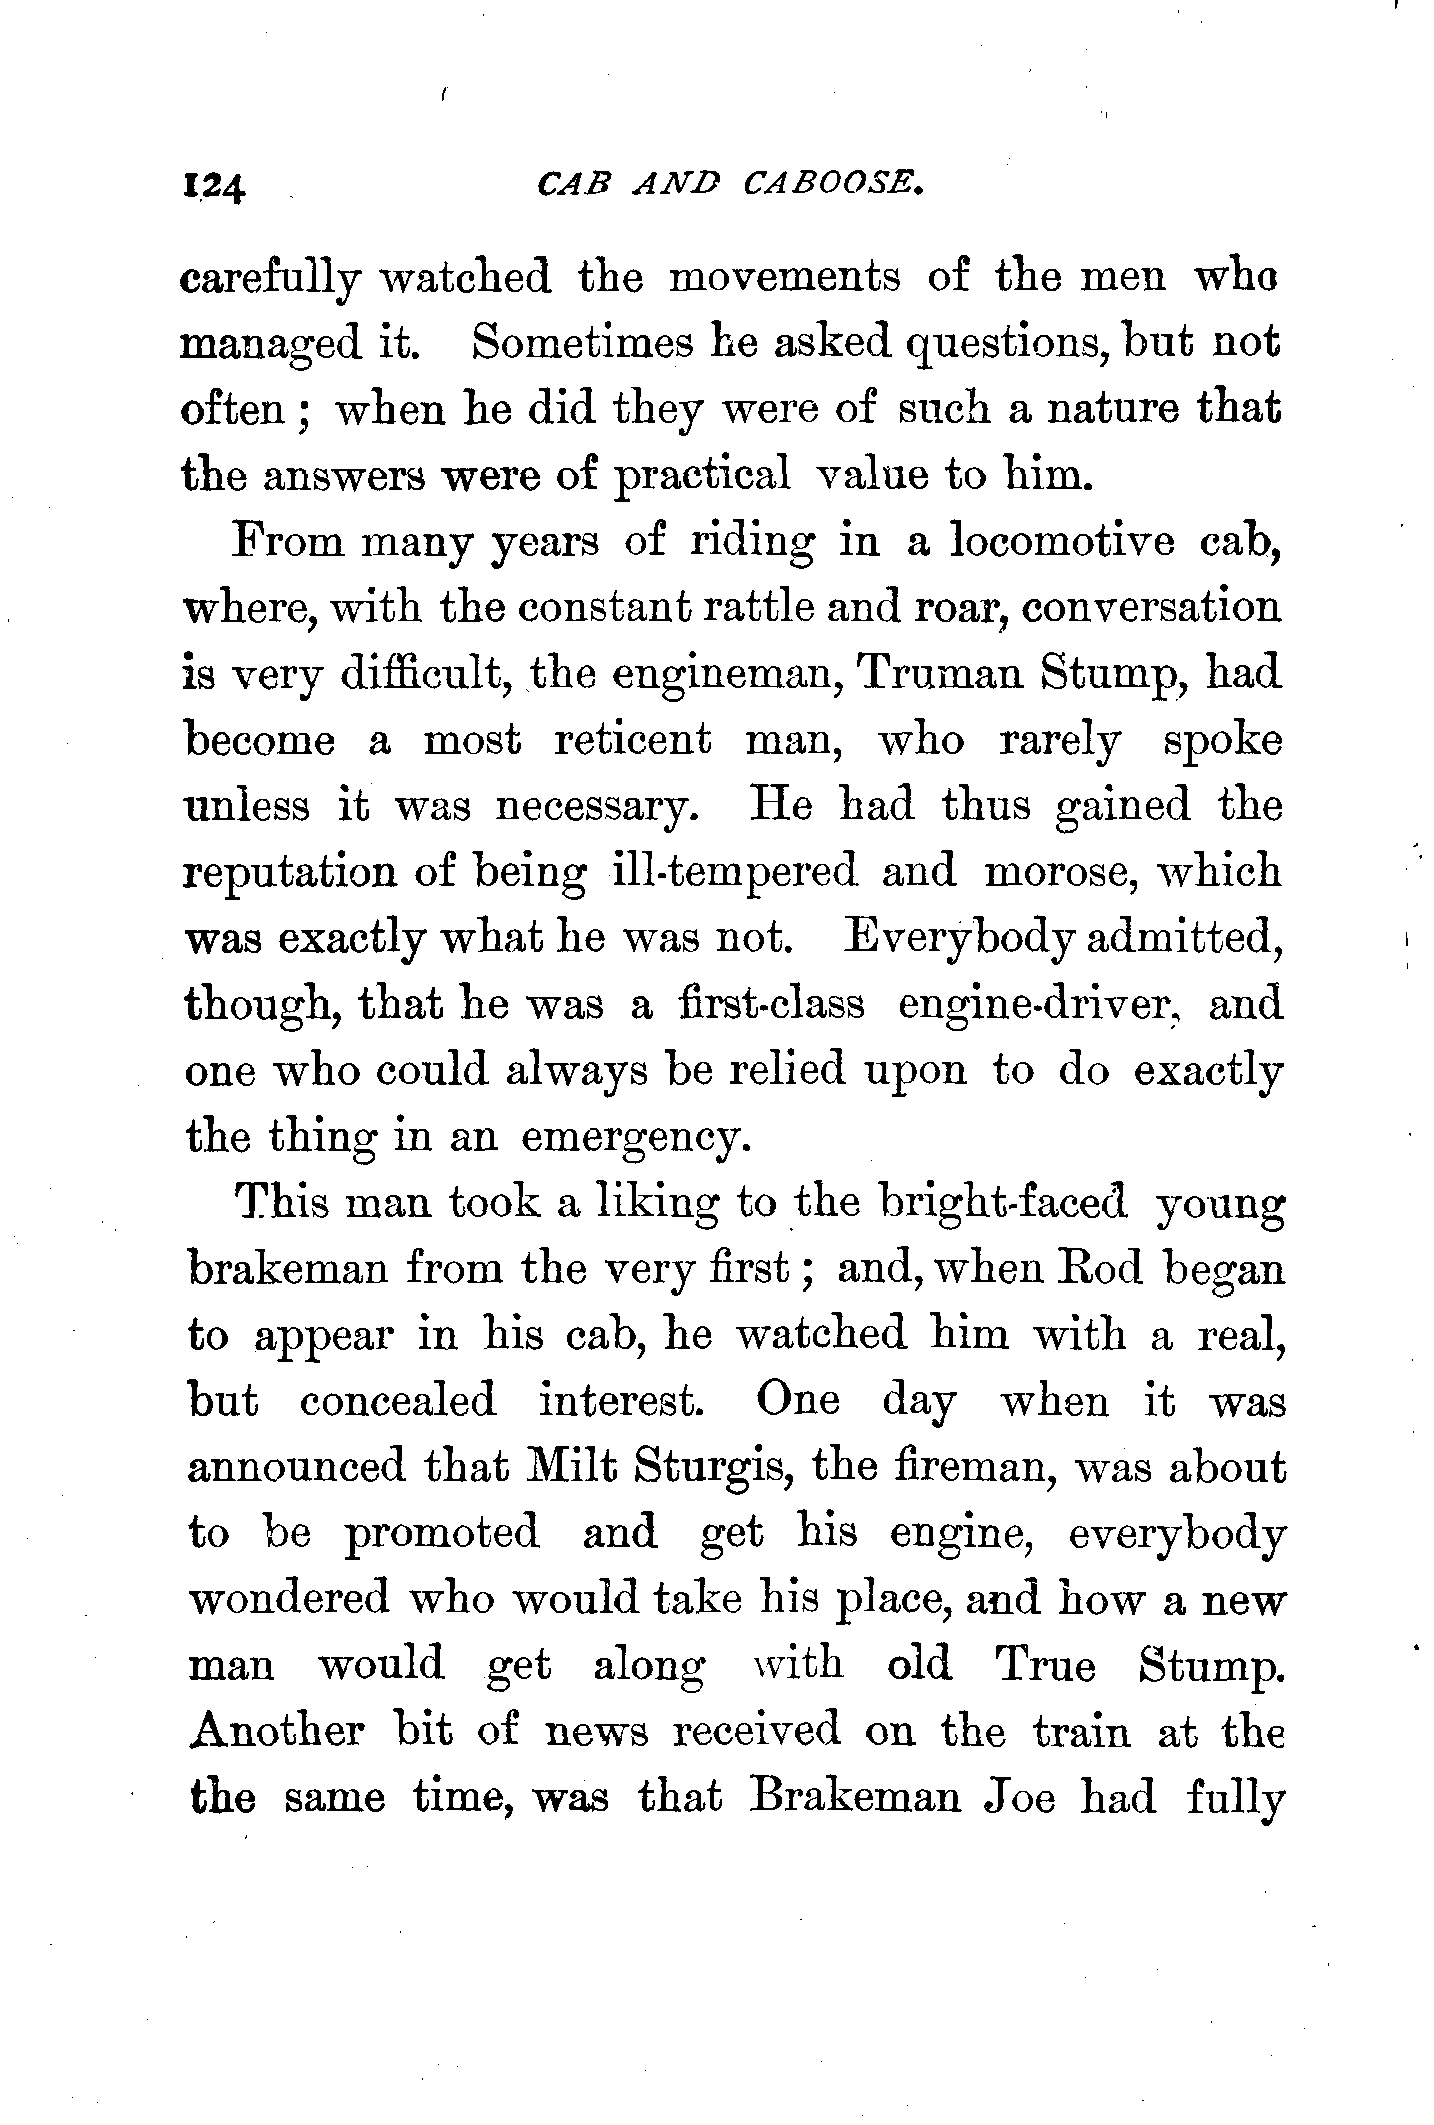 124 CAB AND CABOOSE.
carefully watched the movements of the men who
managed it. Sometimes he asked questions, but not
often ; when he did they were of such a nature that
the answers were of practical value to him.
From many years of riding in a locomotive cab,
where, with the constant rattle and roar, conversation
is very difficult, the engineman, Truman Stump, had
become a most reticent man, who rarely spoke
unless it was necessary. He had thus gained the
reputation of being ill-tempered and morose, which
was exactly what he was not. Everybody admitted,
though, that he was a first-class engine-driver, and
one who could always be relied upon to do exactly
the thing in an emergency.
This man took a liking to the bright-faced young
brakeman from the very first ; and, when Rod began
to appear in his cab, he watched him with a real,
but concealed interest. One day when it was
announced that Milt Sturgis, the fireman, was about
to be promoted and get his engine, everybody
wondered who would take his place, and how a new
man would get along with old True Stump.
Another bit of news received on the train at the
the same time, was that Brakeman Joe had fully